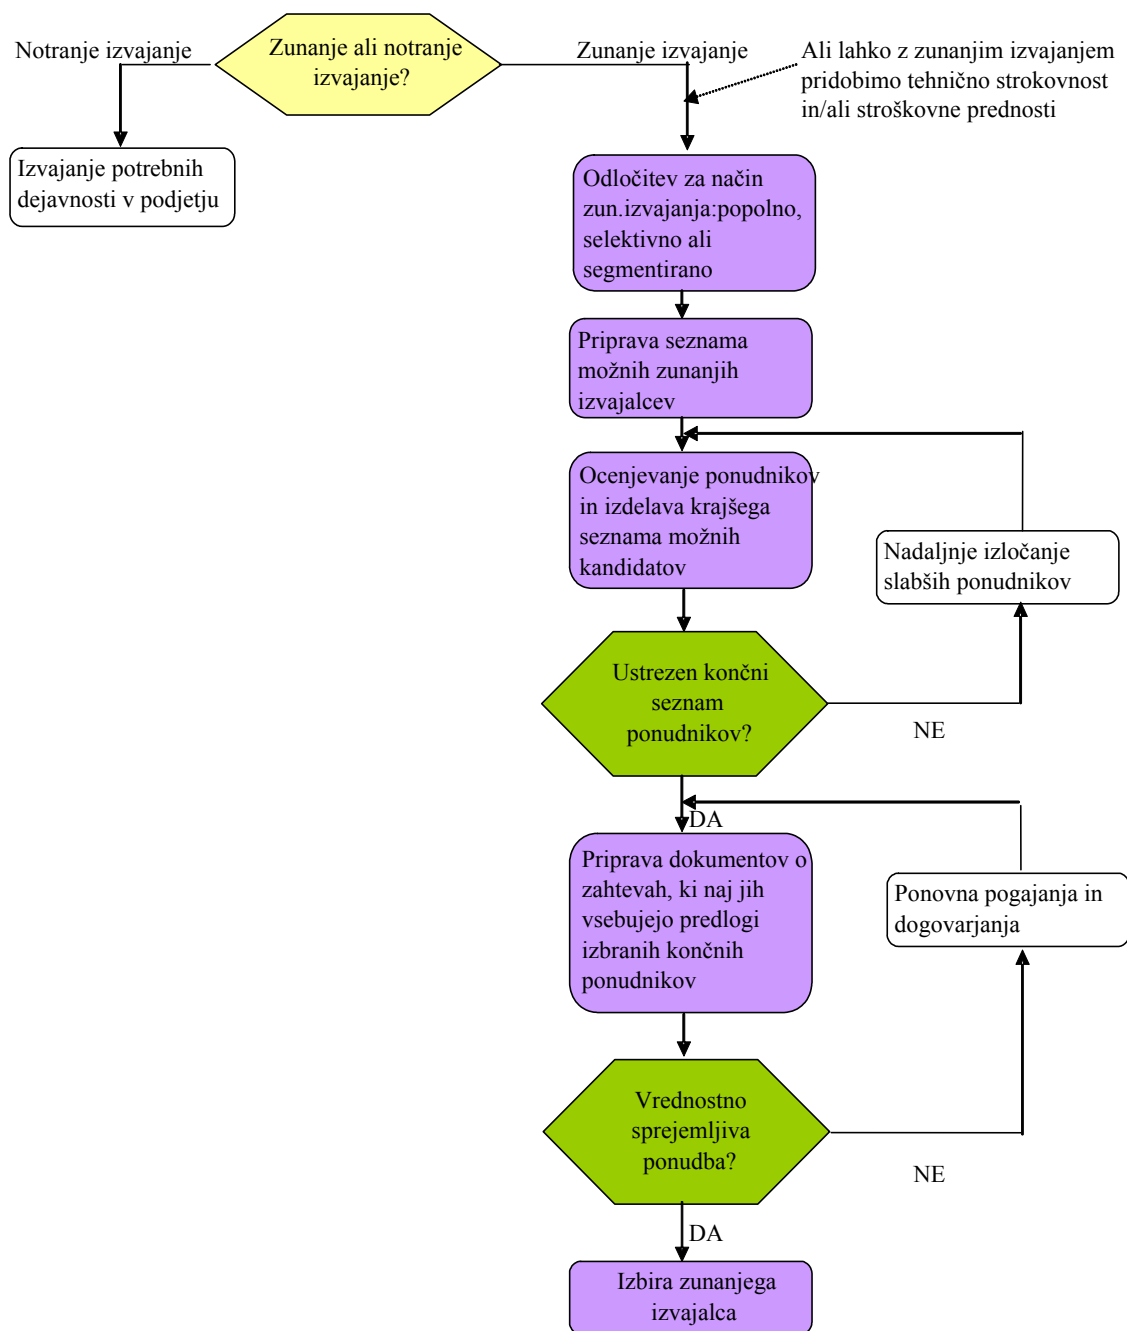 Notranje izvajanje
Zunanje ali notranje
izvajanje?
Zunanje izvajanje
Ali lahko z zunanjim izvajanjem
pridobimo tehnično strokovnost
in/ali stroškovne prednosti
Izvajanje potrebnih
dejavnosti v podjetju
Odločitev za način
zun.izvajanja:popolno,
selektivno ali
segmentirano
Priprava seznama
možnih zunanjih
izvajalcev
Ocenjevanje ponudnikov
in izdelava krajšega
seznama možnih
kandidatov
Nadaljnje izločanje
slabših ponudnikov
Ustrezen končni
seznam
ponudnikov?
NE
DA
Priprava dokumentov o
zahtevah, ki naj jih
vsebujejo predlogi
izbranih končnih
ponudnikov
Ponovna pogajanja in
dogovarjanja
Vrednostno
sprejemljiva
ponudba?
NE
DA
Izbira zunanjega
izvajalca